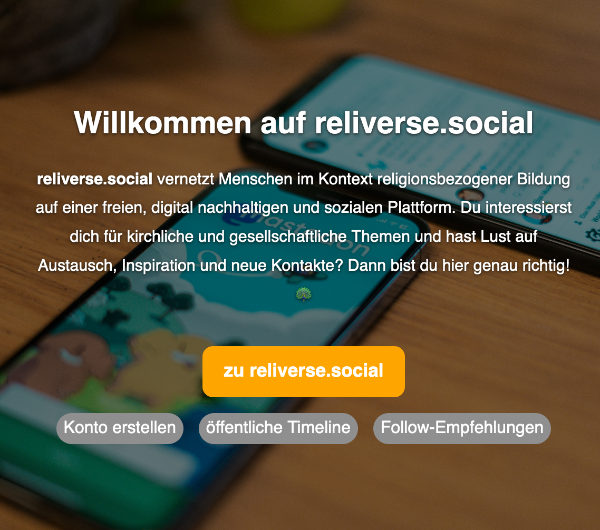 Willkommen auf reliverse.social
reliverse.social vernetzt Menschen im Kontext religionsbezogener Bildung
auf einer freien, digital nachhaltigen und sozialen Plattform. Du interessierst
dich für kirchliche und gesellschaftliche Themen und hast Lust auf
Austausch, Inspiration und neue Kontakte? Dann bist du hier genau richtig!
zu reliverse.social
Konto erstellen
öffentliche Timeline
Follow-Empfehlungen